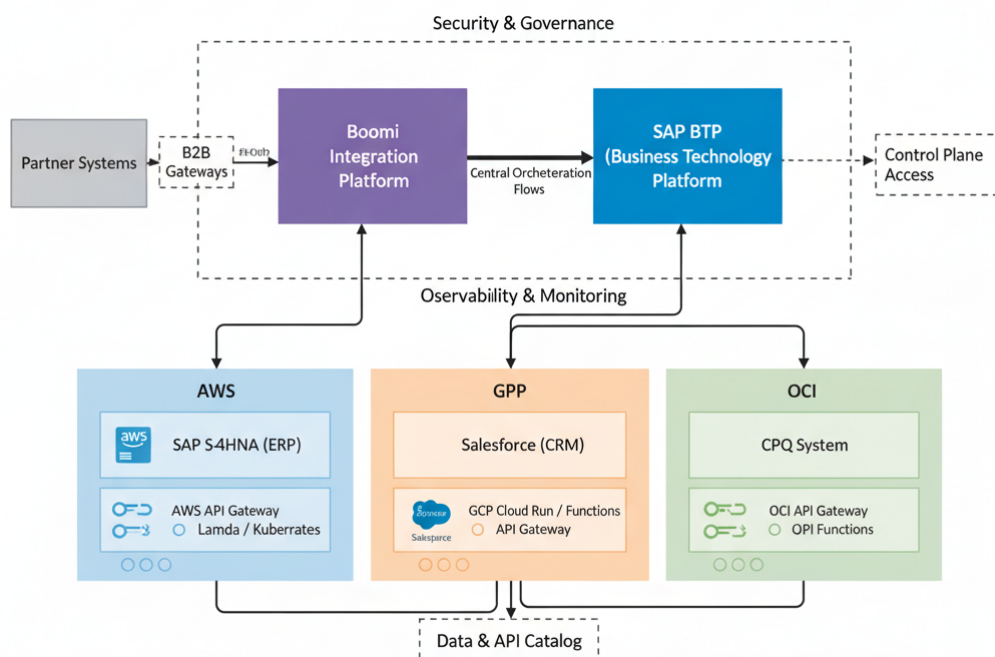 Security & Governance
Partner Systems
B2B
Gateways
Boomi
Integration
Platform
Central Orcheteration
Flows
SAP BTP
(Business Technology
Platform
Control Plane
Access
Oservability & Monitoring
AWS
aws
SAP S-4HNA (ERP)
AWS API Gateway
Lamda / Kuberrates
GPP
Salesforce (CRM)
GCP Cloud Run / Functions
API Gateway
OCI
CPQ System
OCI API Gateway
OPI Functions
Data & API Catalog